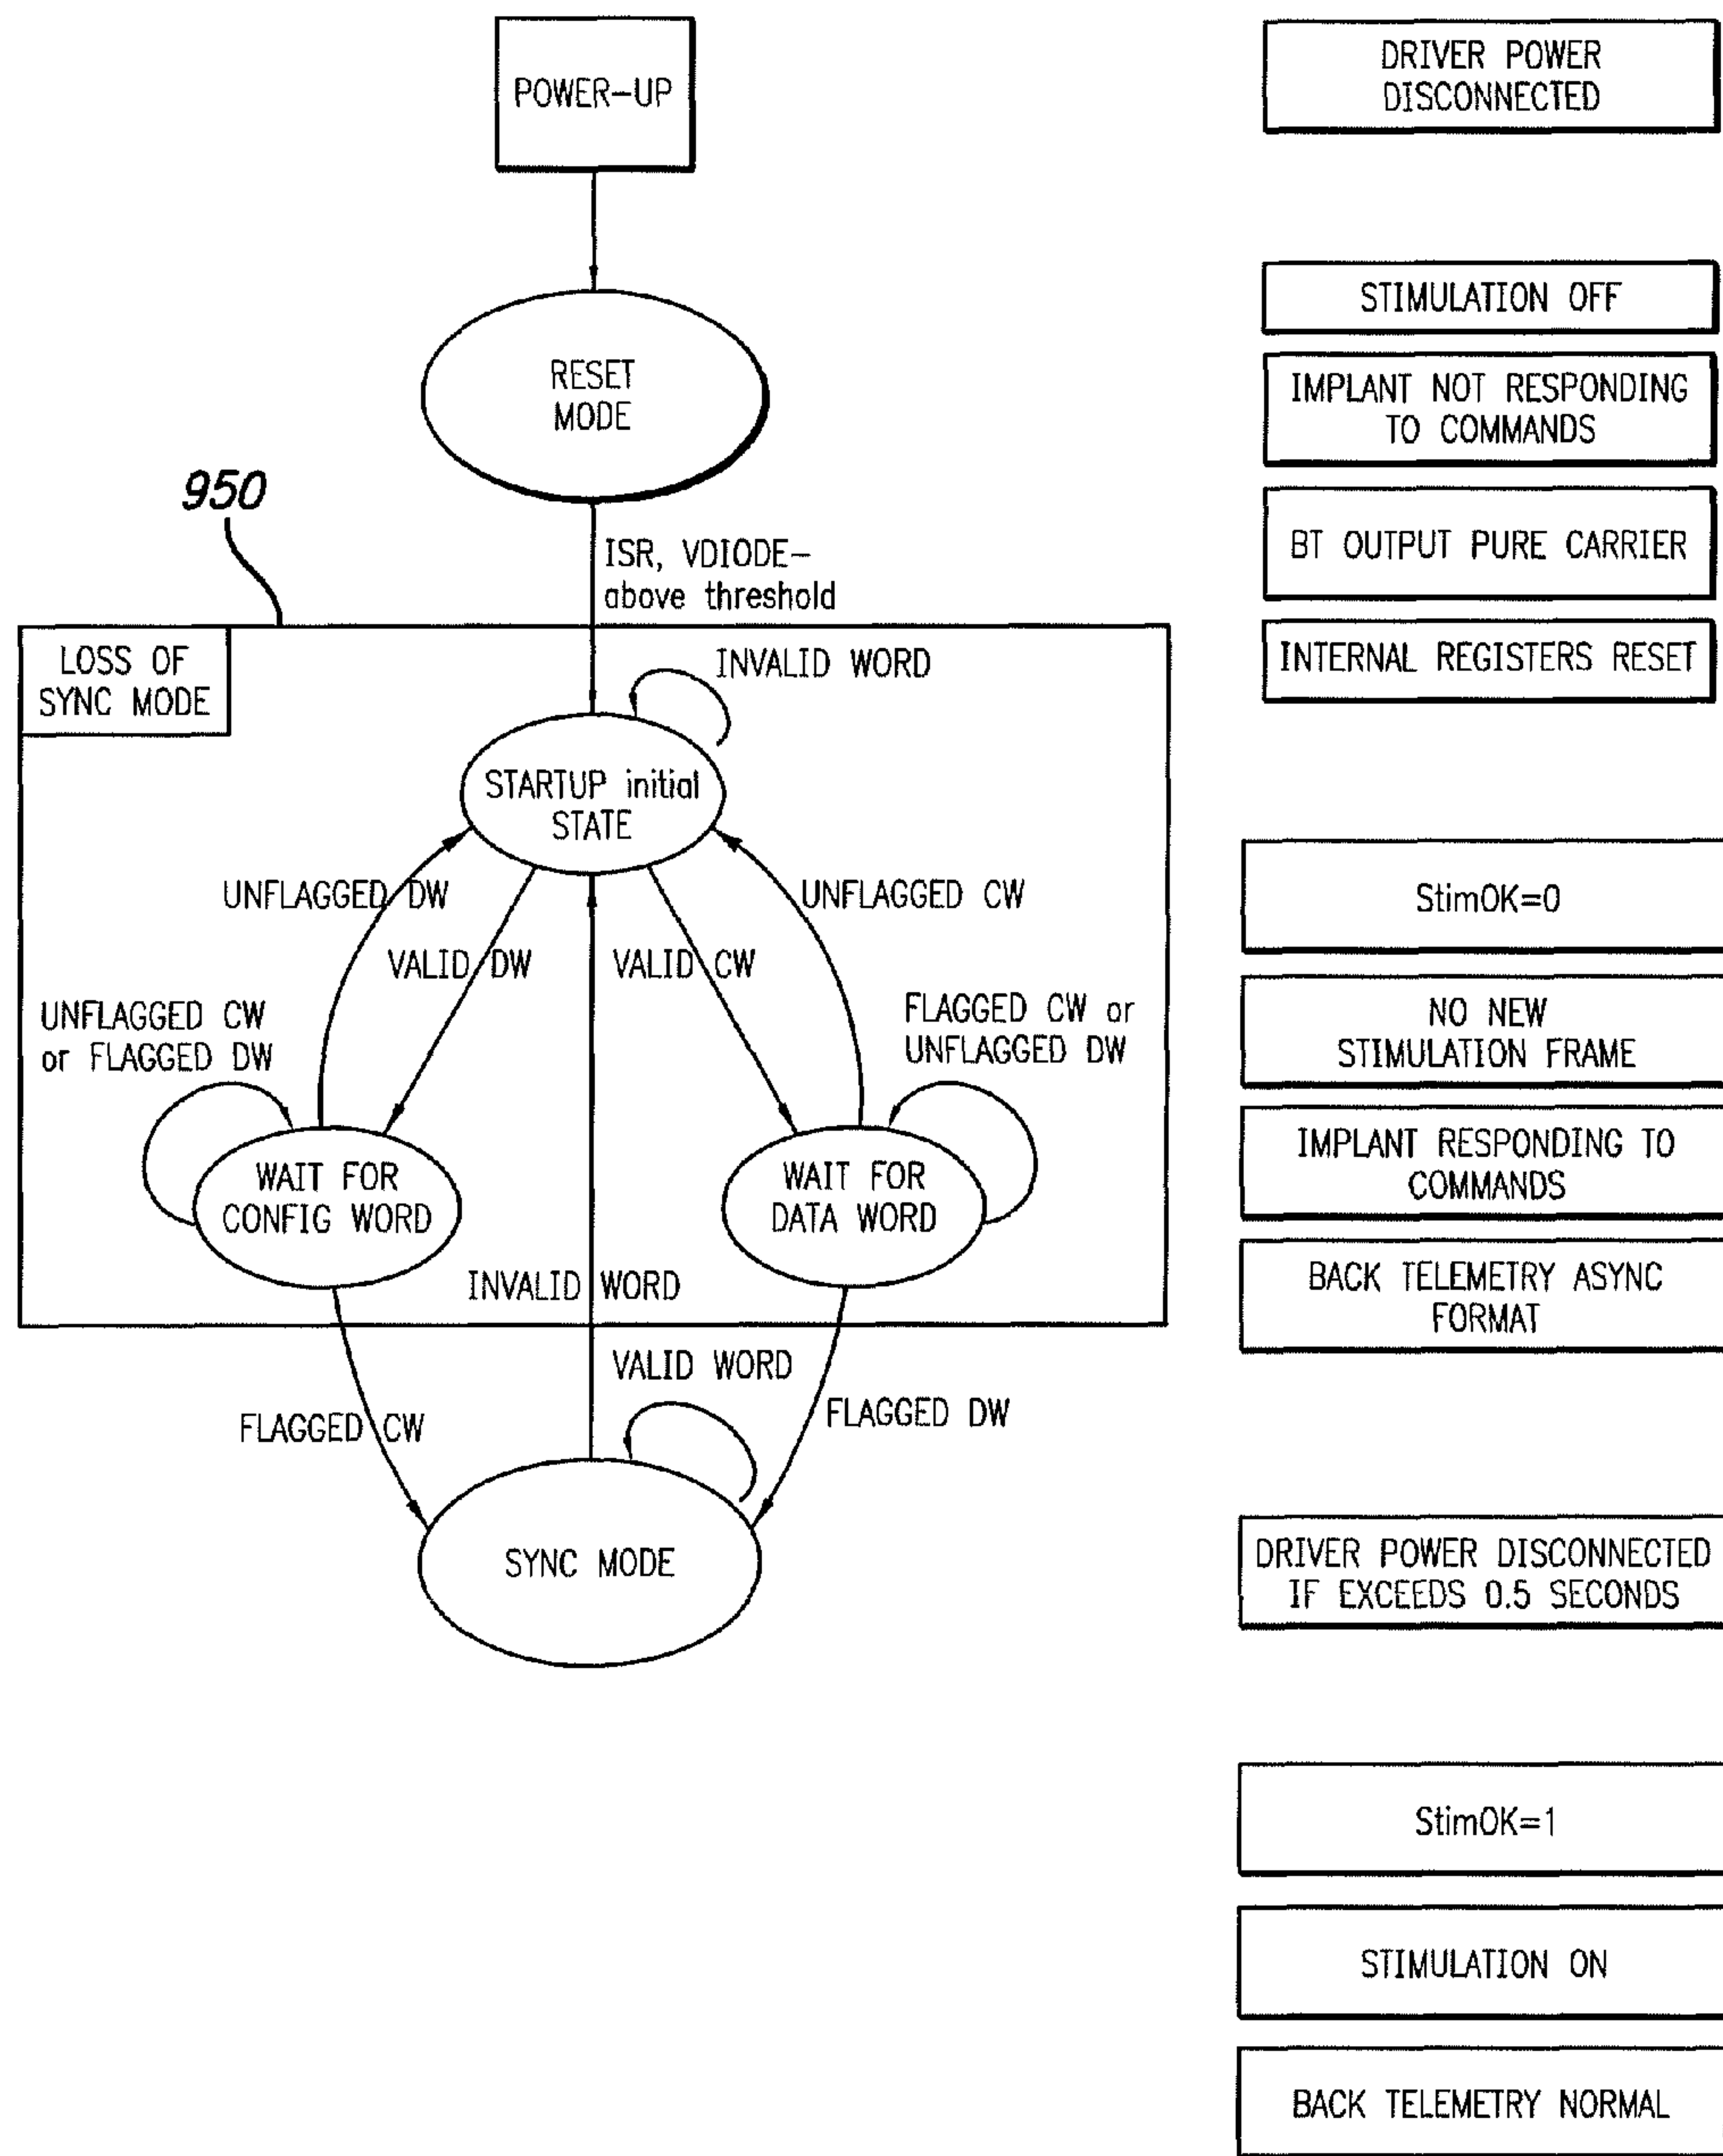 POWER-UP
DRIVER POWER
DISCONNECTED
RESET
MODE
STIMULATION OFF
IMPLANT NOT RESPONDING
TO COMMANDS
BT OUTPUT PURE CARRIER
INTERNAL REGISTERS RESET
950
ISR, VDIODE-
above threshold
LOSS OF
SYNC MODE
INVALID WORD
STARTUP initial
STATE
UNFLAGGED DW
VALID DW
VALID CW
UNFLAGGED CW
UNFLAGGED CW
or FLAGGED DW
FLAGGED CW or
UNFLAGGED DW
WAIT FOR
CONFIG WORD
WAIT FOR
DATA WORD
INVALID WORD
StimOK=0
NO NEW
STIMULATION FRAME
IMPLANT RESPONDING TO
COMMANDS
BACK TELEMETRY ASYNC
FORMAT
VALID WORD
FLAGGED CW
FLAGGED DW
SYNC MODE
DRIVER POWER DISCONNECTED
IF EXCEEDS 0.5 SECONDS
StimOK=1
STIMULATION ON
BACK TELEMETRY NORMAL